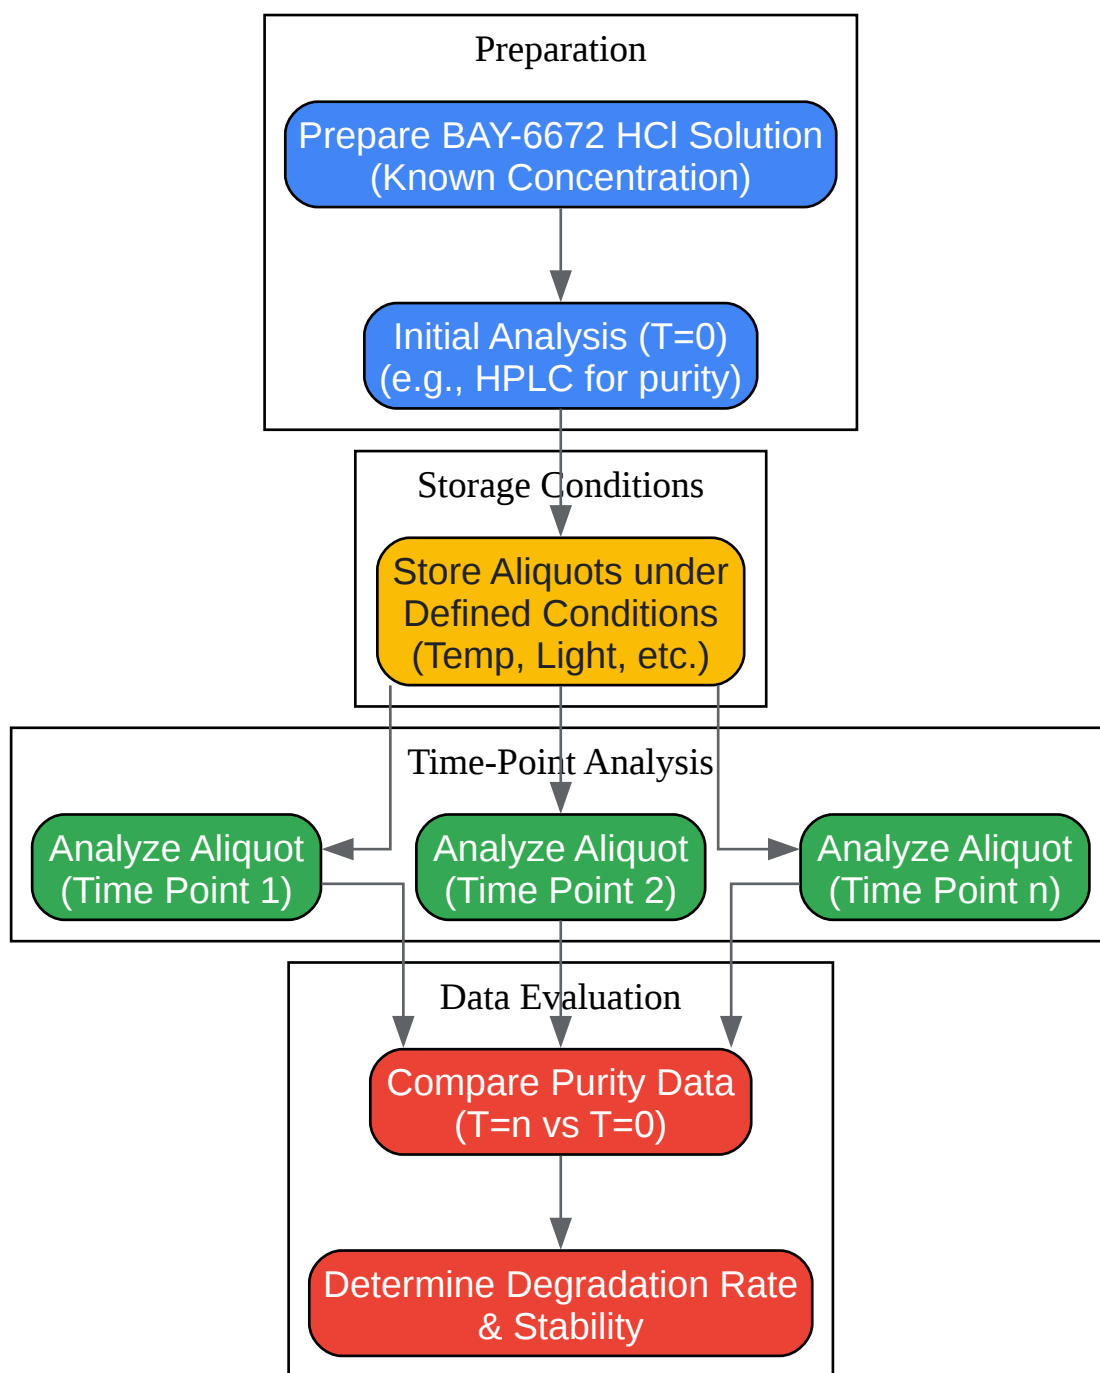 Preparation
Prepare BAY-6672 HCl Solution
(Known Concentration)
Initial Analysis (T=0)
(e.g., HPLC for purity)
Storage Conditions
Store Aliquots under
Defined Conditions
(Temp, Light, etc.)
Time-Point Analysis
Analyze Aliquot
(Time Point 1)
Analyze Aliquot
(Time Point 2)
Analyze Aliquot
(Time Point n)
Data Evaluation
Compare Purity Data
(T=n vs T=0)
Determine Degradation Rate
& Stability